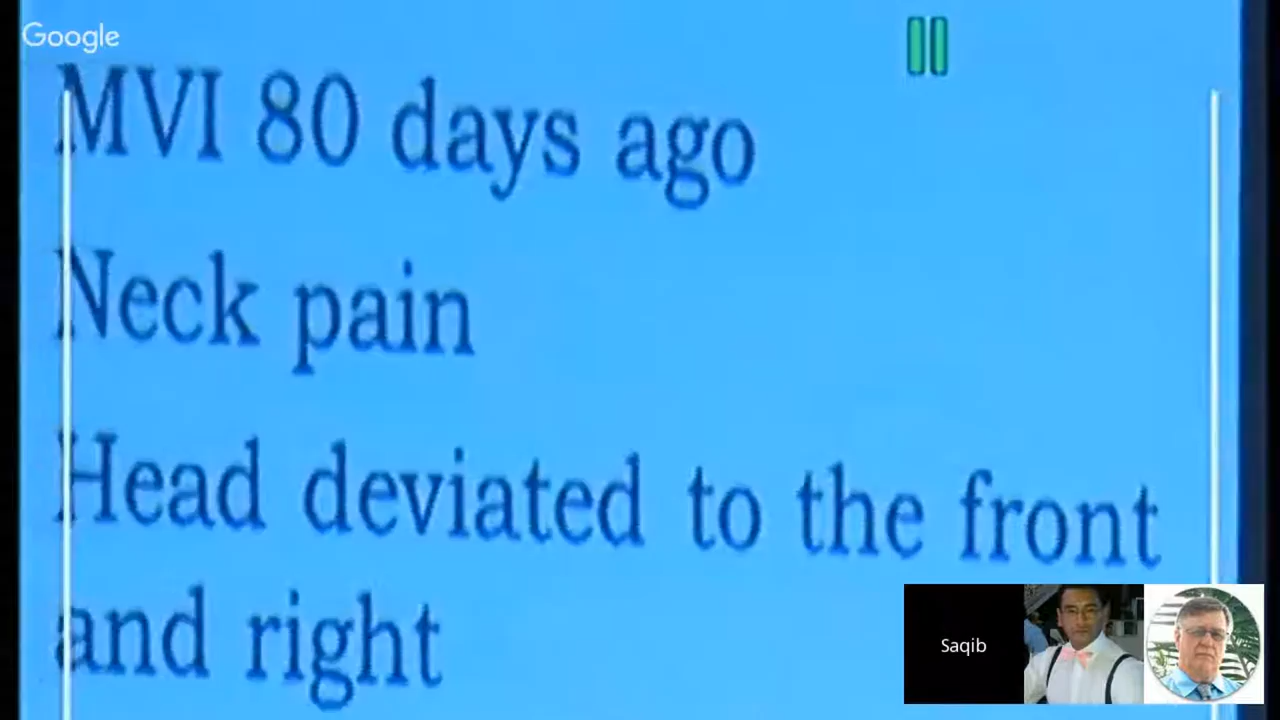 Google
MVI 80 days ago
Neck pain
Head deviated to the front
and right
Saqib